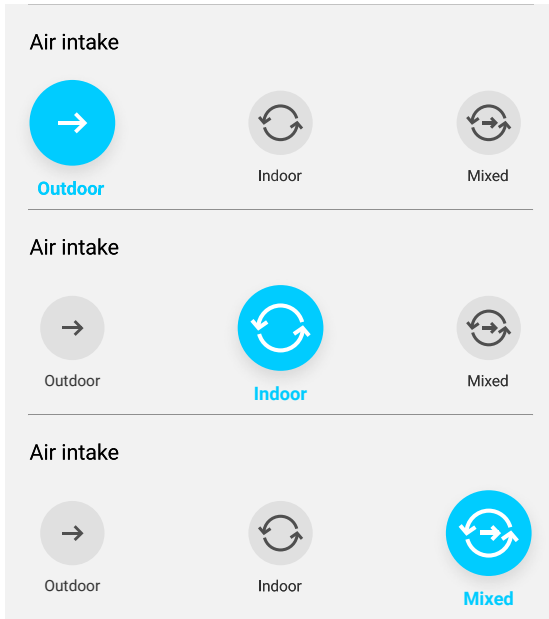 Air intake
Outdoor
Indoor
Mixed
Air intake
Outdoor
Indoor
Mixed
Air intake
Outdoor
Indoor
Mixed